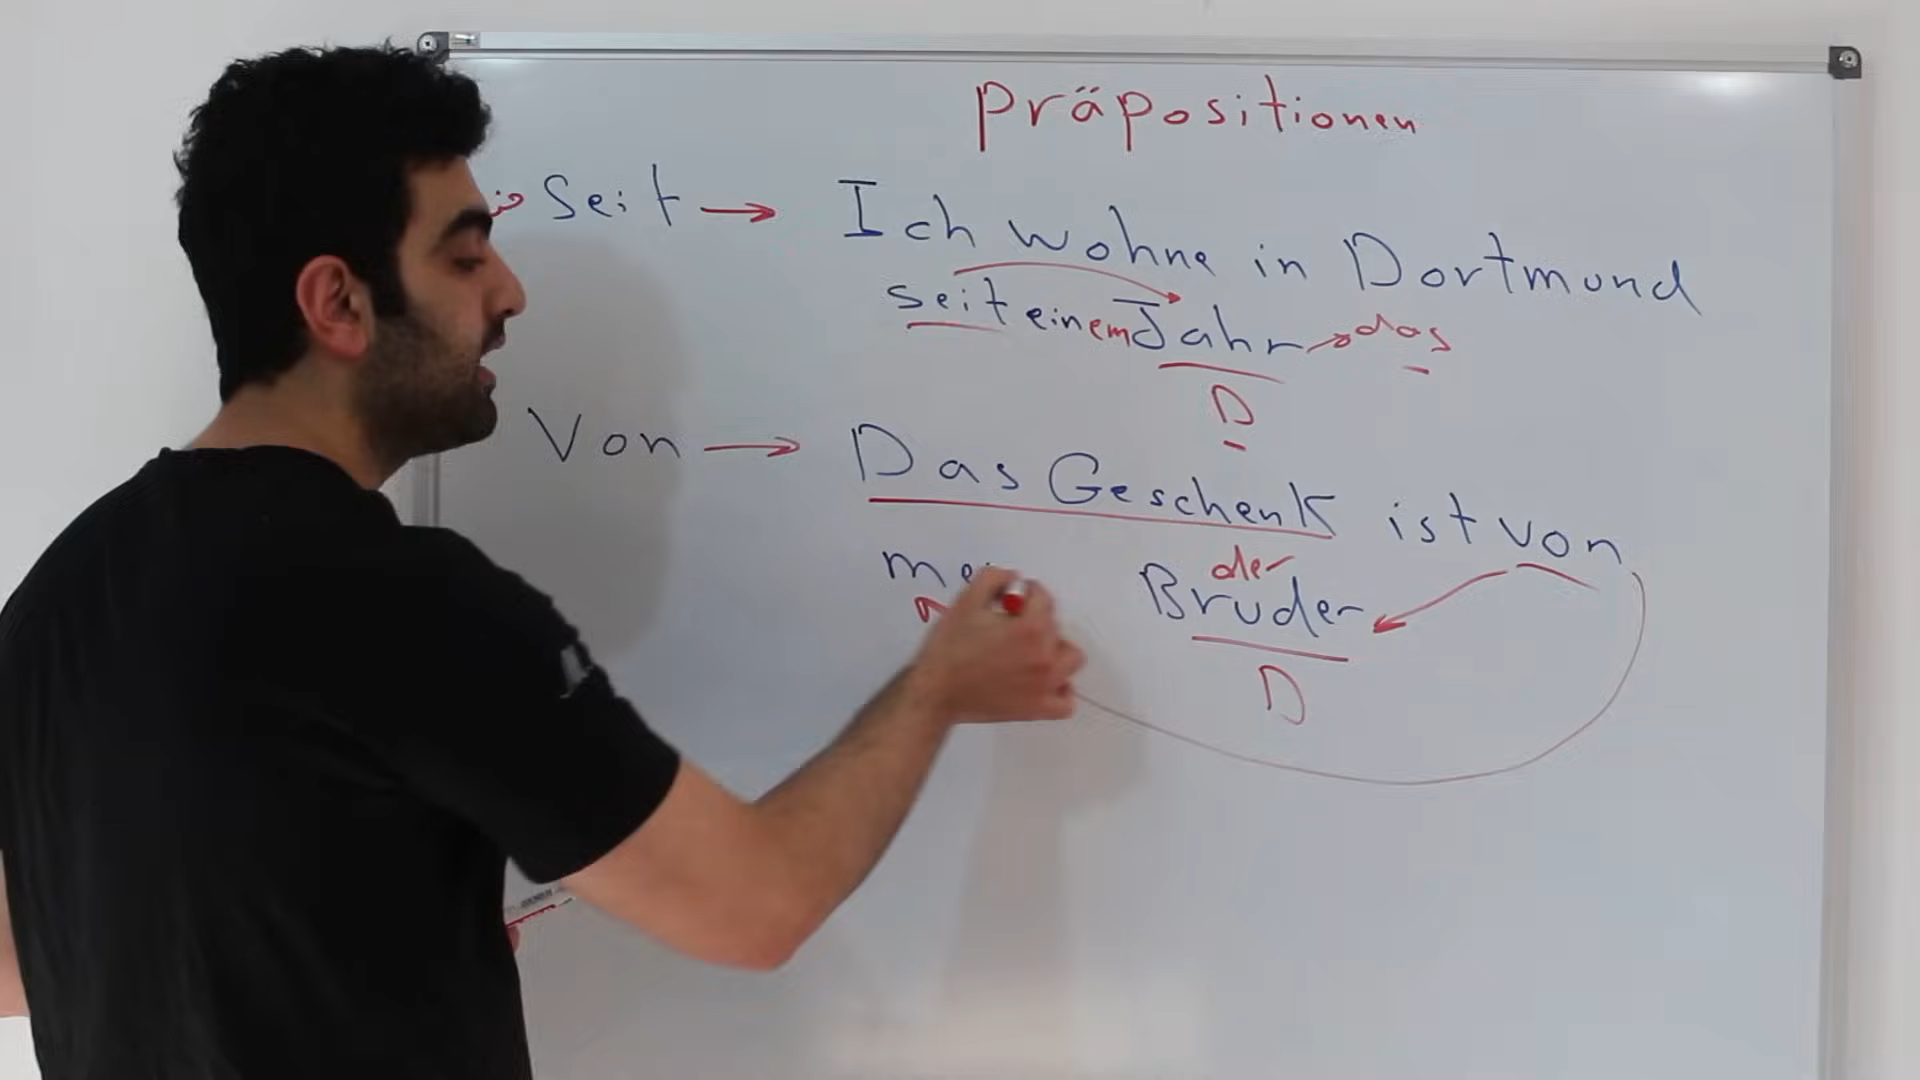 Präpositionen
Seit → Ich wohne in Dortmund
seit einem Jahr → das
D
Von → Das Geschenk ist von
der
Bruder
D